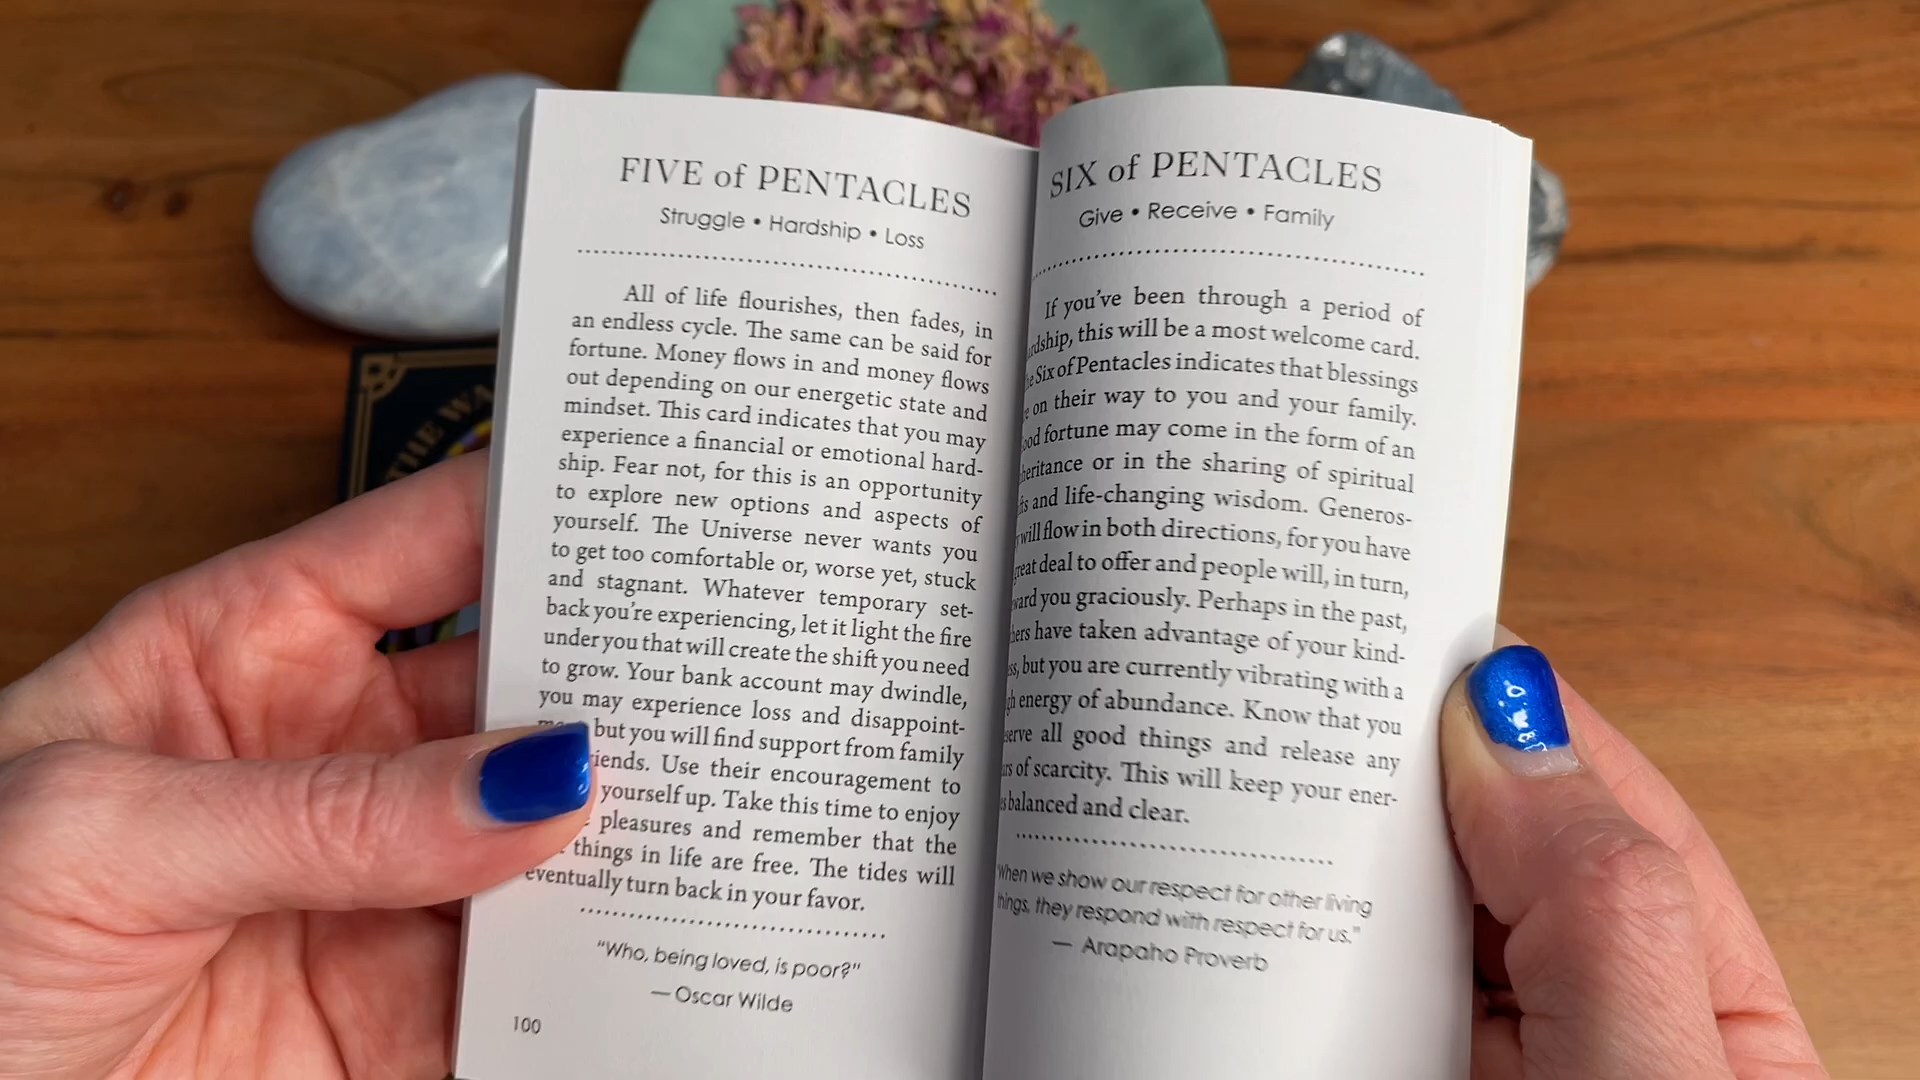 FIVE of PENTACLES
Struggle • Hardship • Loss
All of life flourishes, then fades, in
an endless cycle. The same can be said for
fortune. Money flows in and money flows
out depending on our energetic state and
mindset. This card indicates that you may
experience a financial or emotional hard-
ship. Fear not, for this is an opportunity
to explore new options and aspects of
yourself. The Universe never wants you
to get too comfortable or, worse yet, stuck
and stagnant. Whatever temporary set-
back you're experiencing, let it light the fire
under you that will create the shift you need
to grow. Your bank account may dwindle,
you may experience loss and disappoint-
but you will find support from family
Use their encouragement to
yourself up. Take this time to enjoy
pleasures and remember that the
things in life are free. The tides will
eventually turn back in your favor.
“Who, being loved, is poor?”
— Oscar Wilde
100
SIX of PENTACLES
Give • Receive • Family
If you've been through a period of
this will be a most welcome card.
Six of Pentacles indicates that blessings
on their way to you and your family.
fortune may come in the form of an
or in the sharing of spiritual
and life-changing wisdom. Generos-
will flow in both directions, for you have
deal to offer and people will, in turn,
you graciously. Perhaps in the past,
have taken advantage of your kind-
but you are currently vibrating with a
energy of abundance. Know that you
all good things and release any
of scarcity. This will keep your ener-
balanced and clear.
“When we show our respect for other living
things, they respond with respect for us.”
— Arapaho Proverb
THE